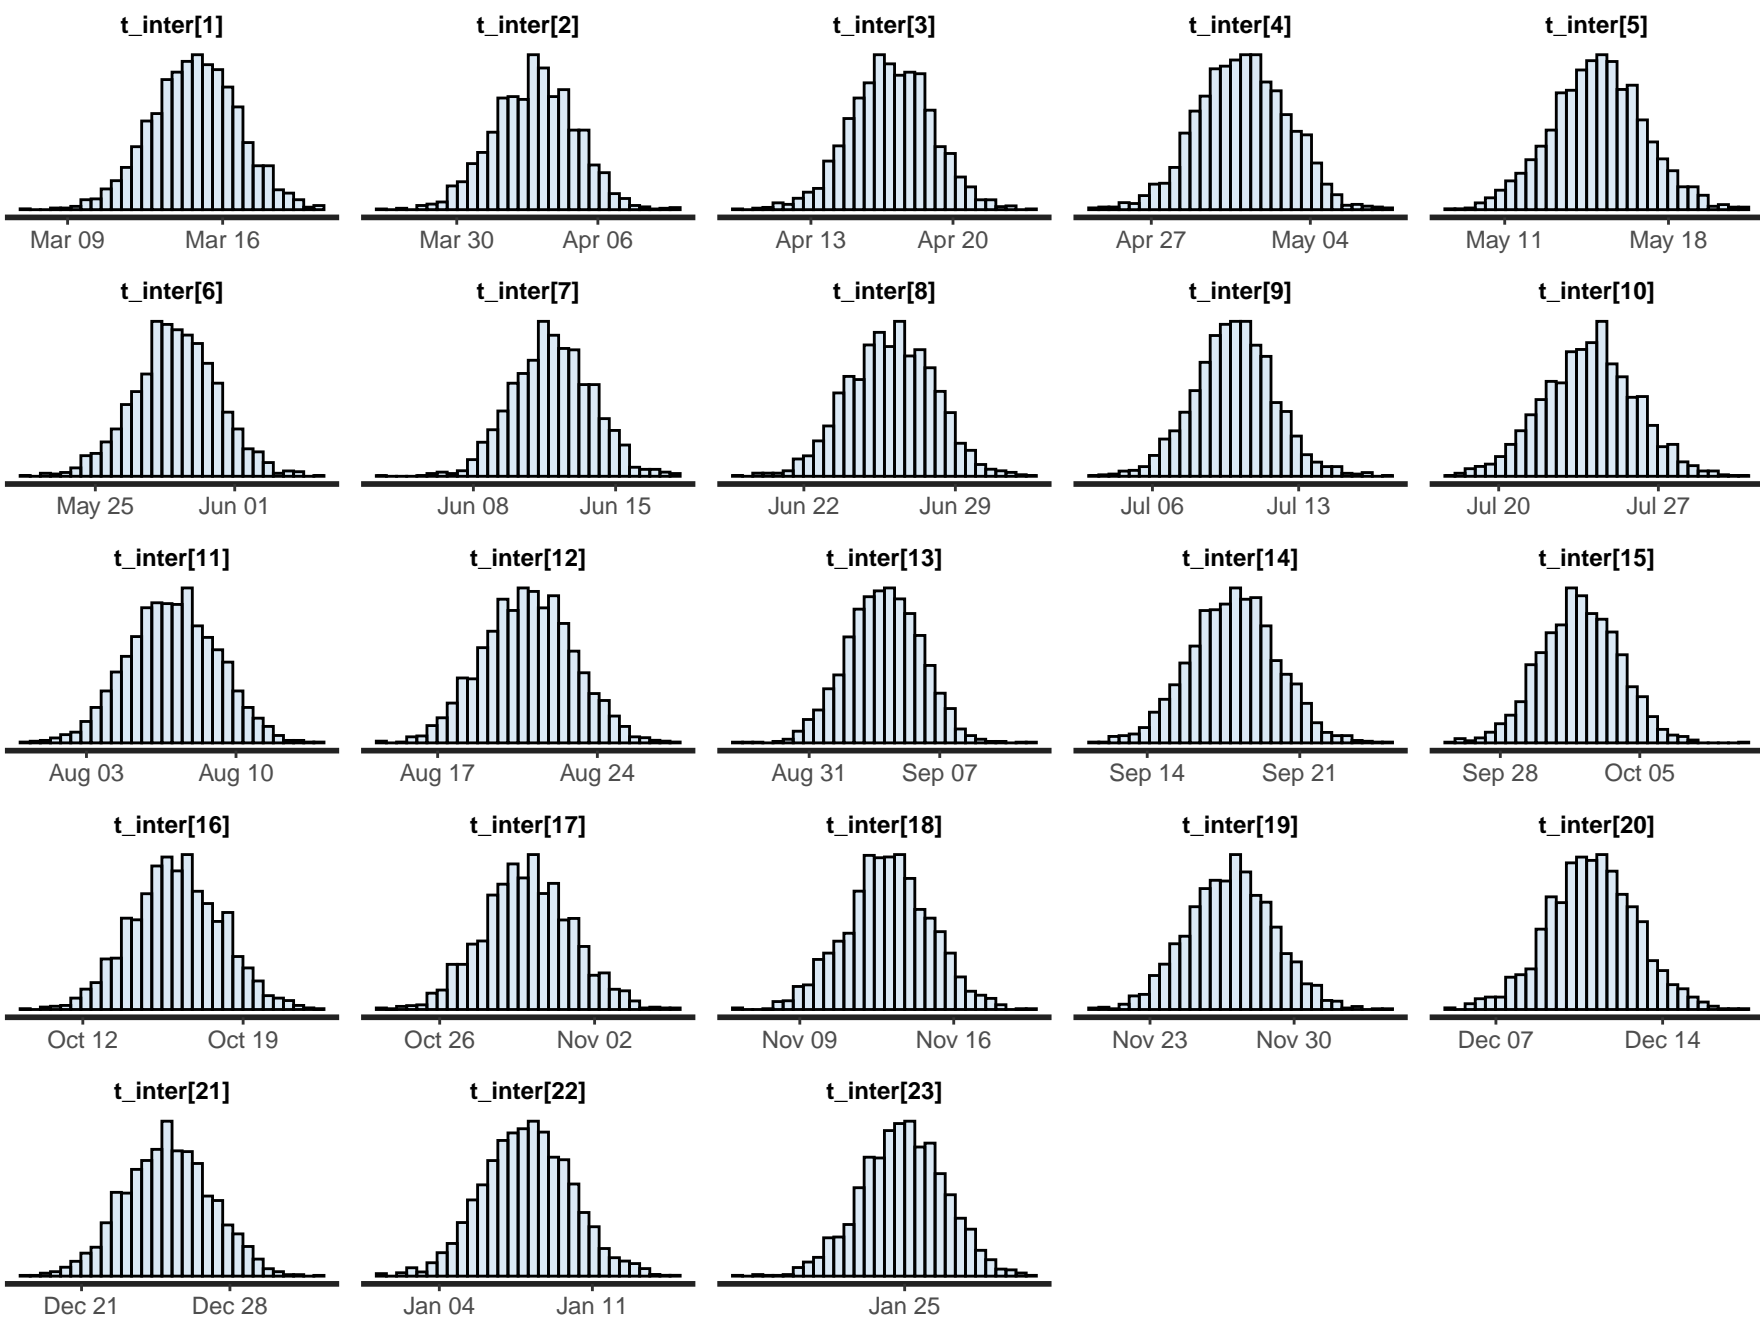 t_inter[1] t_inter[2] t_inter[3] t_inter[4] t_inter[5]
Mar 09 Mar 16 Mar 30 Apr 06 Apr 13 Apr 20 Apr 27 May 04 May 11 May 18
t_inter[6] t_inter[7] t_inter[8] t_inter[9] t_inter[10]
May 25 Jun 01 Jun 08 Jun 15 Jun 22 Jun 29 Jul 06 Jul 13 Jul 20 Jul 27
t_inter[11] t_inter[12] t_inter[13] t_inter[14] t_inter[15]
Aug 03 Aug 10 Aug 17 Aug 24 Aug 31 Sep 07 Sep 14 Sep 21 Sep 28 Oct 05
t_inter[16] t_inter[17] t_inter[18] t_inter[19] t_inter[20]
Oct 12 Oct 19 Oct 26 Nov 02 Nov 09 Nov 16 Nov 23 Nov 30 Dec 07 Dec 14
t_inter[21] t_inter[22] t_inter[23]
Dec 21 Dec 28 Jan 04 Jan 11 Jan 25